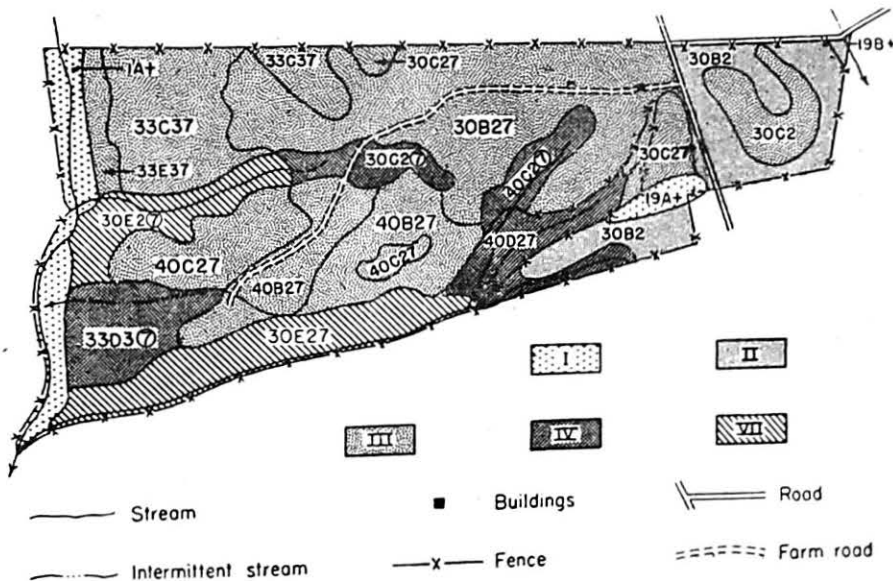 19B+
1A+
33C37
30C27
30B2
33C37
30B27
30C2
33E37
30C2⑦
40C2⑦
30C27
19A+
30E2⑦
40B27
40D27
30B2
40C27
40C27
40B27
33D3⑦
30E27
I
II
III
IV
VII
Stream
Buildings
Road
Intermittent stream
Fence
Farm road